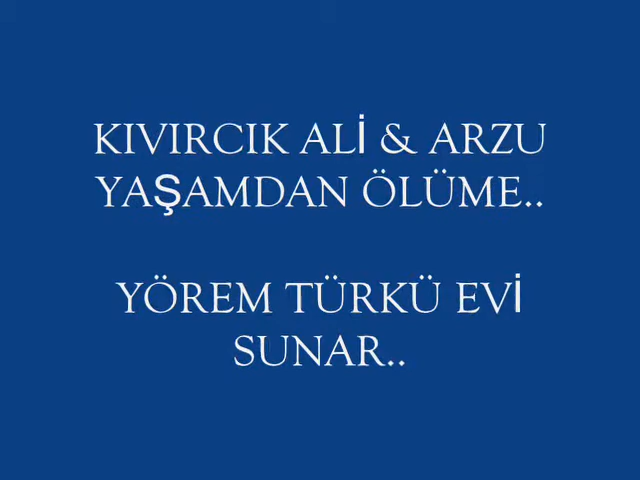 KIVIRCIK ALİ & ARZU
YAŞAMDAN ÖLÜME..
YÖREM TÜRKÜ EVİ
SUNAR..